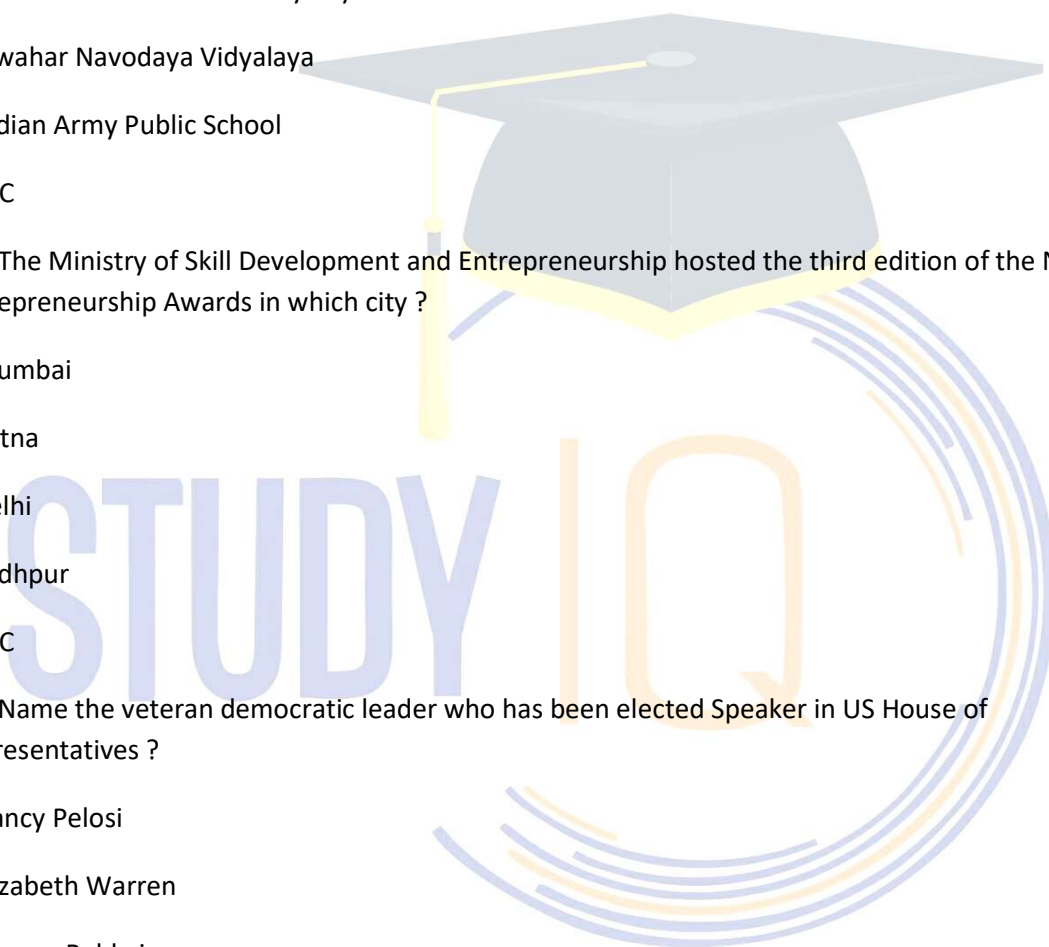 wahar Navodaya Vidyalaya
dian Army Public School
C
The Ministry of Skill Development and Entrepreneurship hosted the third edition of the N
epreneurship Awards in which city ?
umbai
tna
elhi
dhpur
C
Name the veteran democratic leader who has been elected Speaker in US House of
resentatives ?
ancy Pelosi
zabeth Warren
STUDY IQ